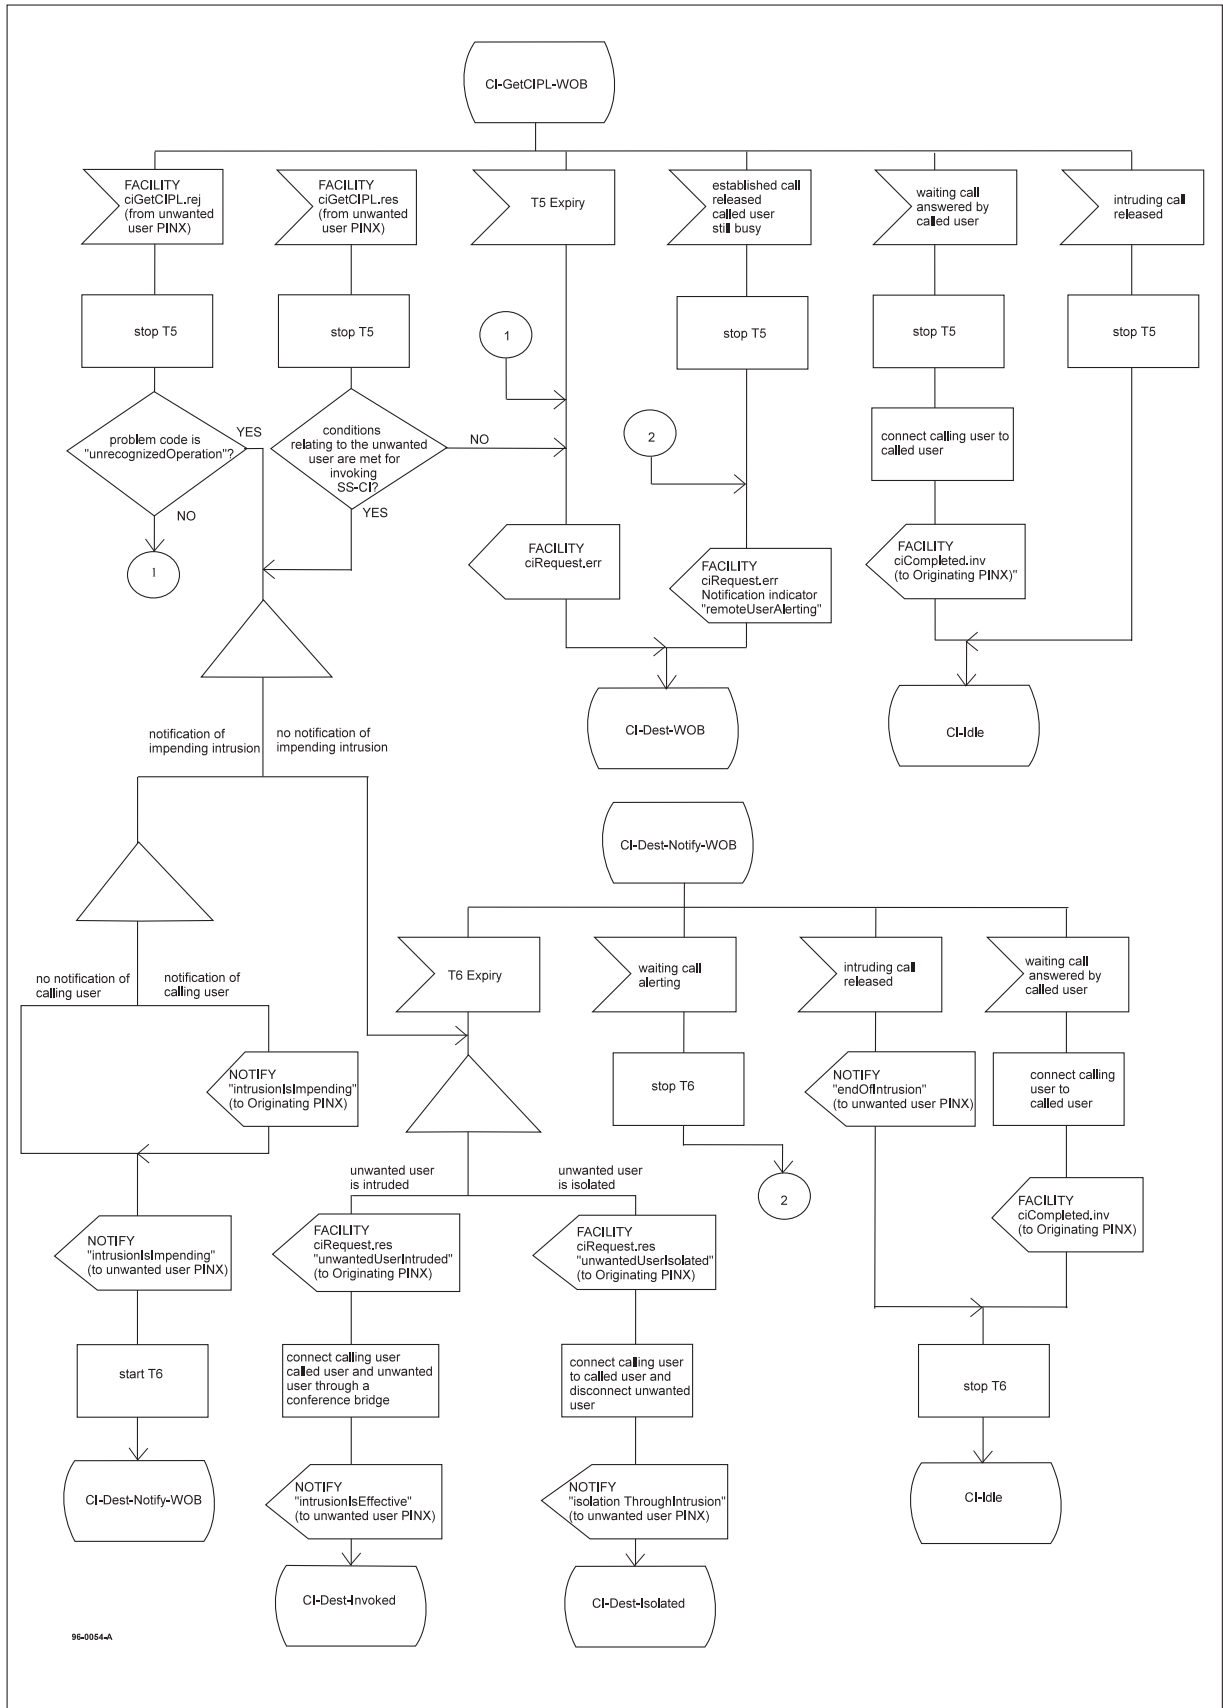 CI-GetCIPL-WOB
FACILITY
ciGetCIPL.rej
(from unwanted
user PINX)
FACILITY
ciGetCIPL.res
(from unwanted
user PINX)
T5 Expiry
established call
released
called user
still busy
waiting call
answered by
called user
intruding call
released
stop T5
stop T5
stop T5
stop T5
stop T5
1
problem code is
"unrecognizedOperation"?
YES
NO
conditions
relating to the unwanted
user are met for
invoking
SS-CI?
NO
YES
2
connect calling user to
called user
1
FACILITY
ciRequest.err
FACILITY
ciRequest.err
Notification indicator
"remoteUserAlerting"
FACILITY
ciCompleted.inv
(to Originating PINX)"
CI-Dest-WOB
CI-Idle
notification of
impending intrusion
no notification of
impending intrusion
CI-Dest-Notify-WOB
no notification of
calling user
notification of
calling user
T6 Expiry
waiting call
alerting
intruding call
released
waiting call
answered by
called user
NOTIFY
"intrusionIsImpending"
(to Originating PINX)
stop T6
NOTIFY
"endOfIntrusion"
(to unwanted user PINX)
connect calling
user to
called user
unwanted user
is intruded
unwanted user
is isolated
2
NOTIFY
"intrusionIsImpending"
(to unwanted user PINX)
FACILITY
ciRequest.res
"unwantedUserIntruded"
(to Originating PINX)
FACILITY
ciRequest.res
"unwantedUserIsolated"
(to Originating PINX)
FACILITY
ciCompleted.inv
(to Originating PINX)
start T6
connect calling user
called user and unwanted
user through a
conference bridge
connect calling user
to called user and
disconnect unwanted
user
stop T6
CI-Dest-Notify-WOB
NOTIFY
"intrusionIsEffective"
(to unwanted user PINX)
NOTIFY
"isolation ThroughIntrusion"
(to unwanted user PINX)
CI-Idle
CI-Dest-Invoked
CI-Dest-Isolated
96-0054-A